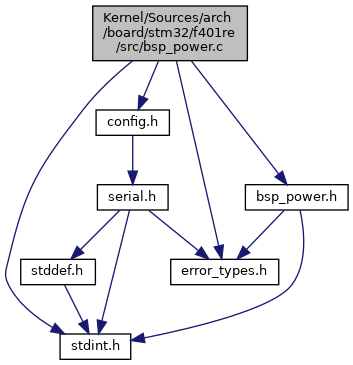 Kernel/Sources/arch
/board/stm32/f401re
/src/bsp_power.c
config.h
serial.h
bsp_power.h
stddef.h
error_types.h
stdint.h